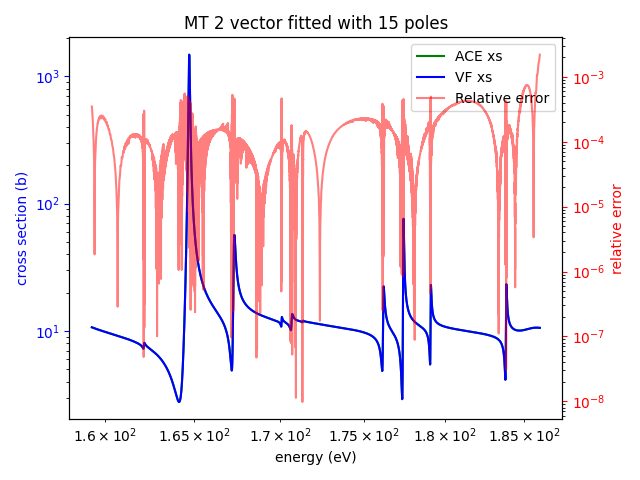 MT 2 vector fitted with 15 poles
ACE xs
VF xs
Relative error
10³
10²
10¹
cross section (b)
10⁻³
10⁻⁴
10⁻⁵
10⁻⁶
10⁻⁷
10⁻⁸
relative error
1.6 × 10² 1.65 × 10² 1.7 × 10² 1.75 × 10² 1.8 × 10² 1.85 × 10²
energy (eV)